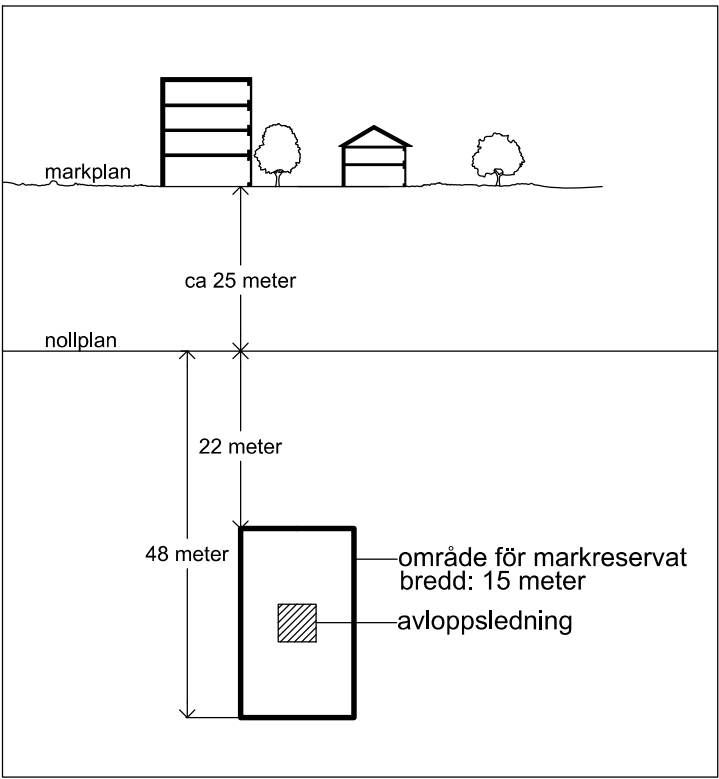 markplan
ca 25 meter
nollplan
22 meter
48 meter
område för markreservat
bredd: 15 meter
avloppsledning